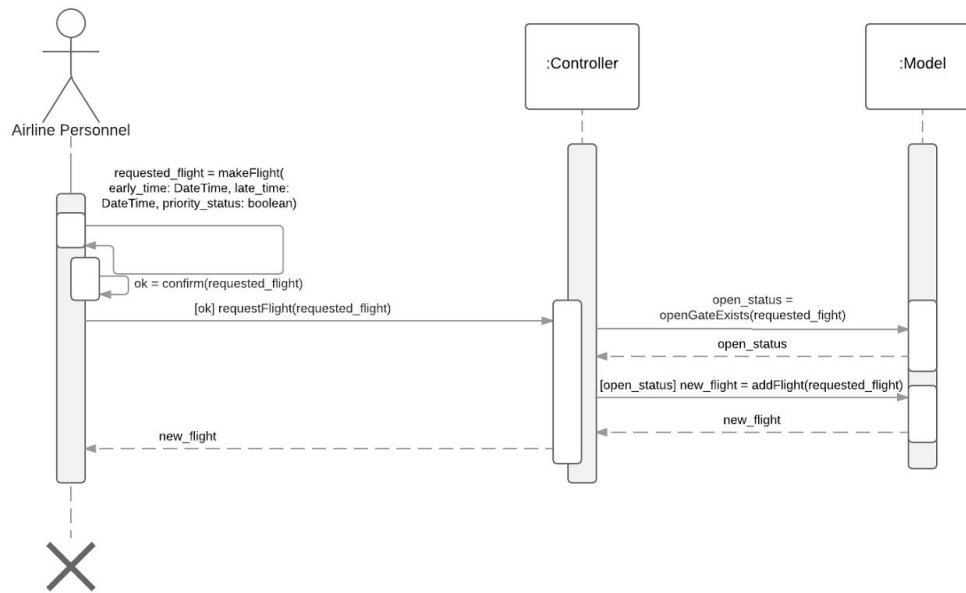 :Controller
:Model
Airline Personnel
requested_flight = makeFlight(
early_time: DateTime, late_time:
DateTime, priority_status: boolean)
ok = confirm(requested_flight)
[ok] requestFlight(requested_flight)
open_status =
openGateExists(requested_fight)
open_status
[open_status] new_flight = addFlight(requested_flight)
new_flight
new_flight